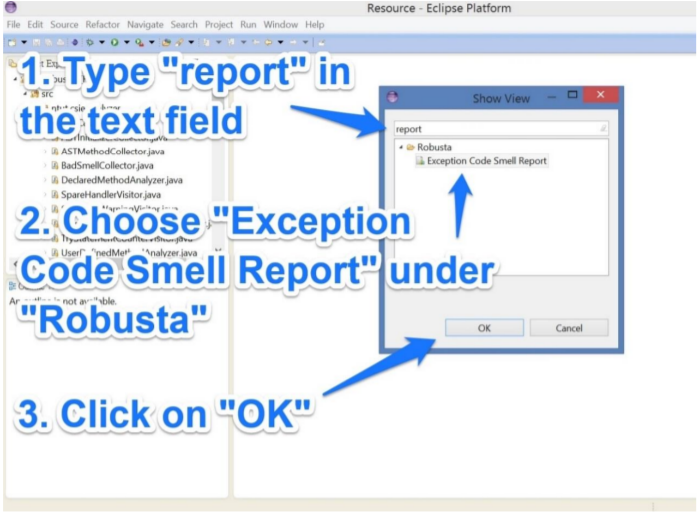 Resource - Eclipse Platform
File Edit Source Refactor Navigate Search Project Run Window Help
1. Type "report" in
the text field
src
ASTMethodCollector.java
BadSmellCollector.java
DeclaredMethodAnalyzer.java
SpareHandlerVisitor.java
UserDefinedMethodAnalyzer.java
Show View
report
Robusta
Exception Code Smell Report
2. Choose "Exception
Code Smell Report" under
"Robusta"
An outline is not available.
OK Cancel
3. Click on "OK"